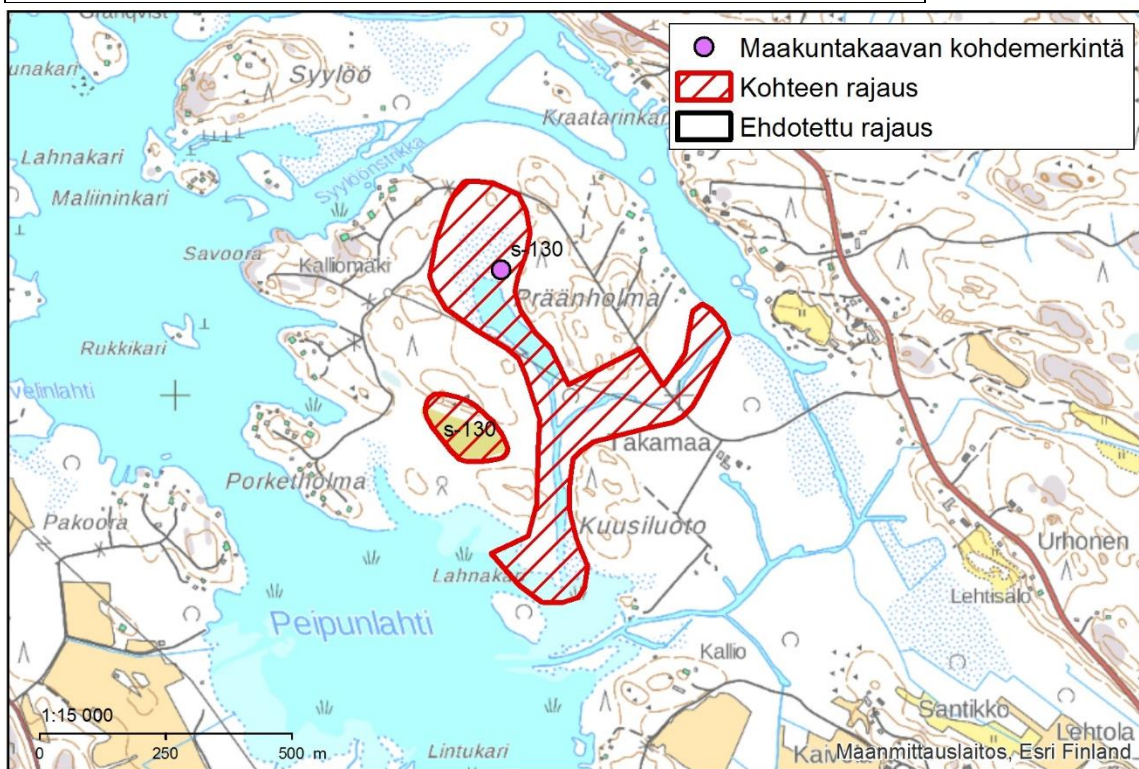 Granqvist
unakari
Syylöö
Kraatarinkari
Lahnakari
Maliininkari
Syylöönstrikka
Savoora
Kalliomäki
s-130
Präänholma
Rukkikari
velinlahti
s-130
Takamaa
Porketholma
Pakoora
Kuusiluoto
Urhonen
Lahnakari
Lehtisalo
Peipunlahti
Kallio
Santikko
Lehtola
Lintukari
Maakuntakaavan kohdemerkintä
Kohteen rajaus
Ehdotettu rajaus
1:15 000
0 250 500 m
Maanmittauslaitos, Esri Finland